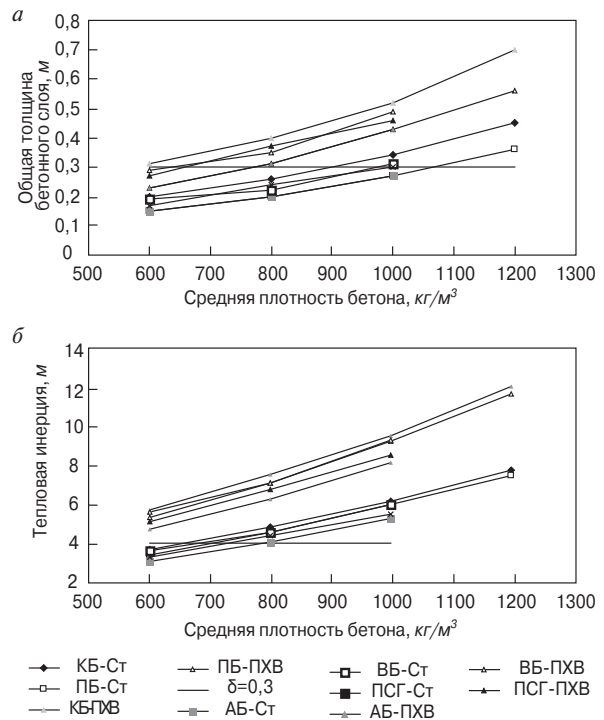 а
0,8
0,7
0,6
0,5
0,4
0,3
0,2
0,1
0
Общая толщина
бетонного слоя, м
500 600 700 800 900 1000 1100 1200 1300
Средняя плотность бетона, кг/м³
б
14
12
10
8
6
4
2
Тепловая инерция, м
500 600 700 800 900 1000 1100 1200 1300
Средняя плотность бетона, кг/м³
КБ-Ст ПБ-ПХВ ВБ-Ст ВБ-ПХВ
ПБ-Ст δ=0,3 ПСГ-Ст ПСГ-ПХВ
КБ-ПХВ АБ-Ст АБ-ПХВ